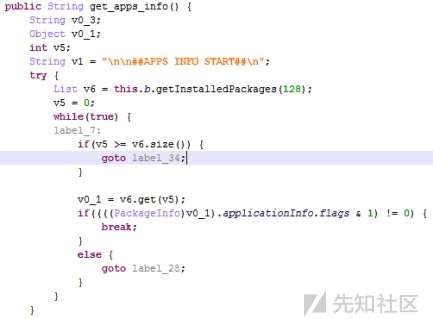 public String get_apps_info() {
String v0_3;
Object v0_1;
int v5;
String v1 = "\n\n##APPS INFO START##\n";
try {
List v6 = this.b.getInstalledPackages(128);
v5 = 0;
while(true) {
label_7:
if(v5 >= v6.size()) {
goto label_34;
}
v0_1 = v6.get(v5);
if((((PackageInfo)v0_1).applicationInfo.flags & 1) != 0) {
break;
}
else {
goto label_28;
}
}
}
先知社区